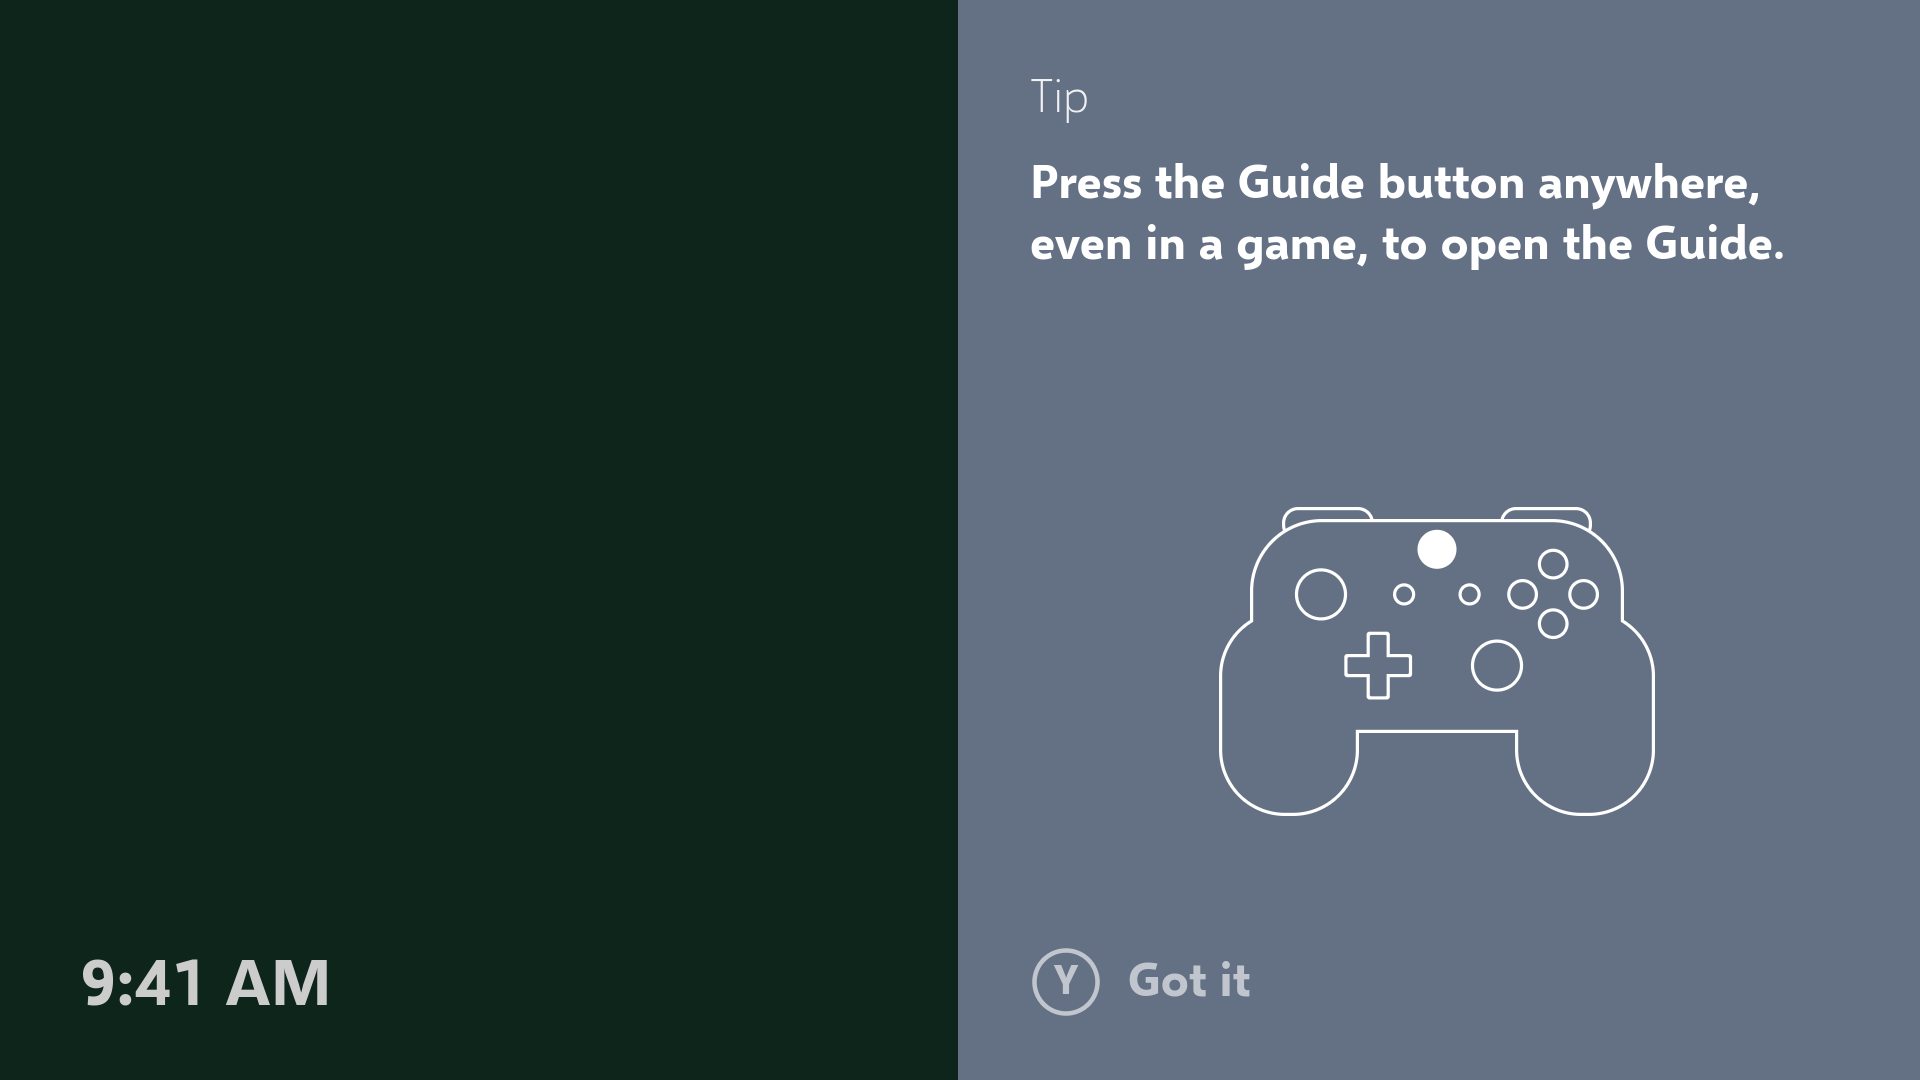 Tip
Press the Guide button anywhere,
even in a game, to open the Guide.
9:41 AM
Y Got it